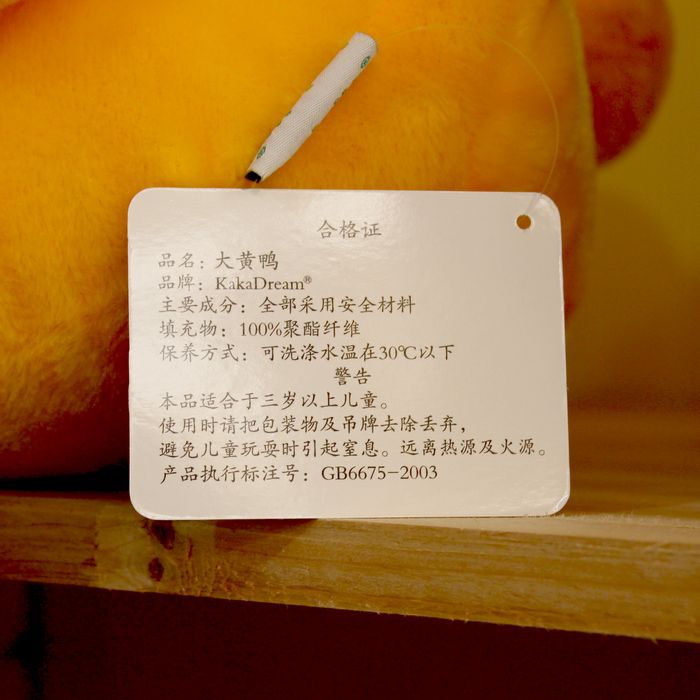 合格证
品名：大黄鸭
品牌：KakaDream®
主要成分：全部采用安全材料
填充物：100%聚酯纤维
保养方式：可洗涤水温在30℃以下
警告
本品适合于三岁以上儿童。
使用时请把包装物及吊牌去除丢弃，
避免儿童玩耍时引起窒息。远离热源及火源。
产品执行标注号：GB6675-2003